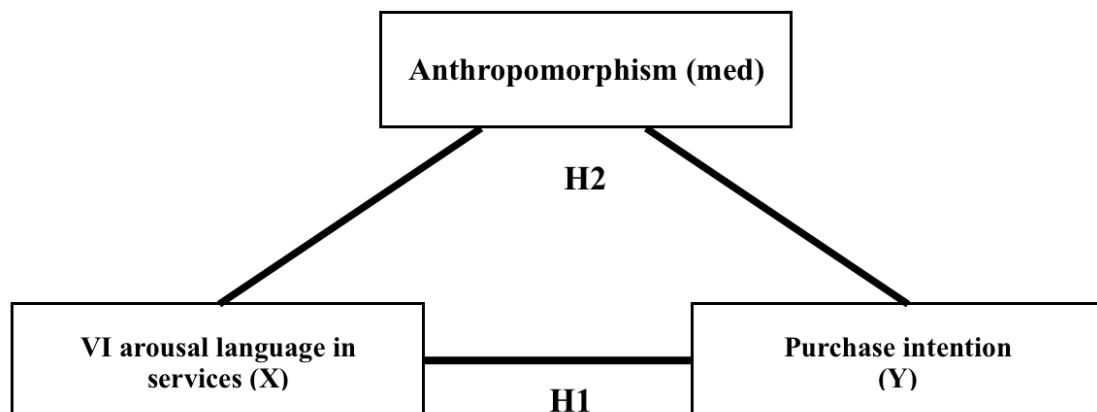 Anthropomorphism (med)
H2
VI arousal language in
services (X)
Purchase intention
(Y)
H1